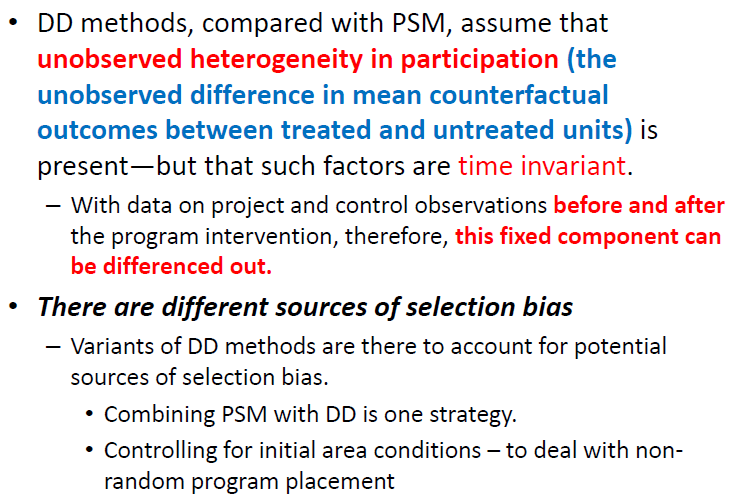 • DD methods, compared with PSM, assume that
unobserved heterogeneity in participation (the
unobserved difference in mean counterfactual
outcomes between treated and untreated units) is
present—but that such factors are time invariant.
– With data on project and control observations before and after
the program intervention, therefore, this fixed component can
be differenced out.
• There are different sources of selection bias
– Variants of DD methods are there to account for potential
sources of selection bias.
• Combining PSM with DD is one strategy.
• Controlling for initial area conditions – to deal with non-
random program placement